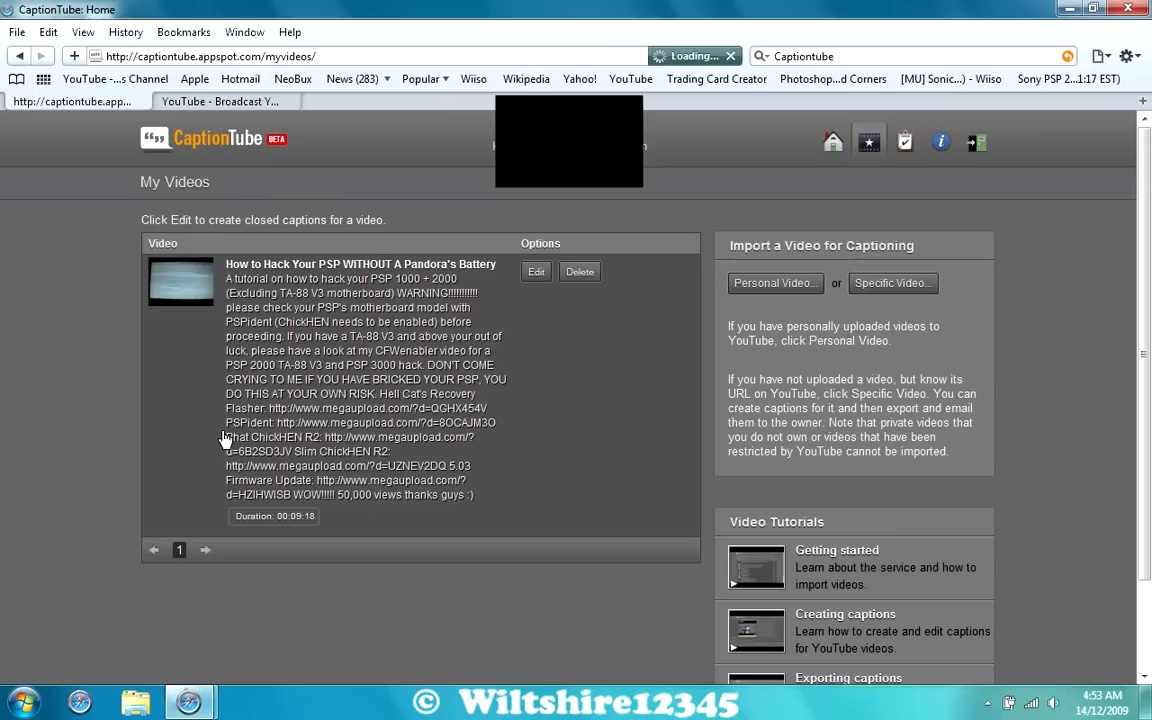 CaptionTube: Home
File Edit View History Bookmarks Window Help
http://captiontube.appspot.com/myvideos/ Loading... Captiontube
YouTube -...s Channel Apple Hotmail NeoBux News (283) Popular Wiiso Wikipedia Yahoo! YouTube Trading Card Creator Photoshop...d Corners [MU] Sonic...) - Wiiso Sony PSP 2...1:17 EST)
http://captiontube.app... YouTube - Broadcast Y...
CaptionTube BETA
My Videos
Click Edit to create closed captions for a video.
Video Options
How to Hack Your PSP WITHOUT A Pandora's Battery
A tutorial on how to hack your PSP 1000 + 2000
(Excluding TA-88 V3 motherboard) WARNING!!!!!!!!!!!
please check your PSP's motherboard model with
PSPident (ChickHEN needs to be enabled) before
proceeding. If you have a TA-88 V3 and above your out of
luck, please have a look at my CFWenabler video for a
PSP 2000 TA-88 V3 and PSP 3000 hack. DON'T COME
CRYING TO ME IF YOU HAVE BRICKED YOUR PSP, YOU
DO THIS AT YOUR OWN RISK. Hell Cat's Recovery
Flasher: http://www.megaupload.com/?d=QGHX454V
PSPident: http://www.megaupload.com/?d=8OCAJM3O
Phat ChickHEN R2: http://www.megaupload.com/?
d=6B2SD3JV Slim ChickHEN R2:
http://www.megaupload.com/?d=UZNEV2DQ 5.03
Firmware Update: http://www.megaupload.com/?
d=HZIHWISB WOW!!!!! 50,000 views thanks guys :)
Duration: 00:09:18
Edit Delete
1
Import a Video for Captioning
Personal Video... or Specific Video...
If you have personally uploaded videos to
YouTube, click Personal Video.
If you have not uploaded a video, but know its
URL on YouTube, click Specific Video. You can
create captions for it and then export and email
them to the owner. Note that private videos that
you do not own or videos that have been
restricted by YouTube cannot be imported.
Video Tutorials
Getting started
Learn about the service and how to
import videos.
Creating captions
Learn how to create and edit captions
for YouTube videos.
Exporting captions
© Wiltshire12345
4:53 AM
14/12/2009